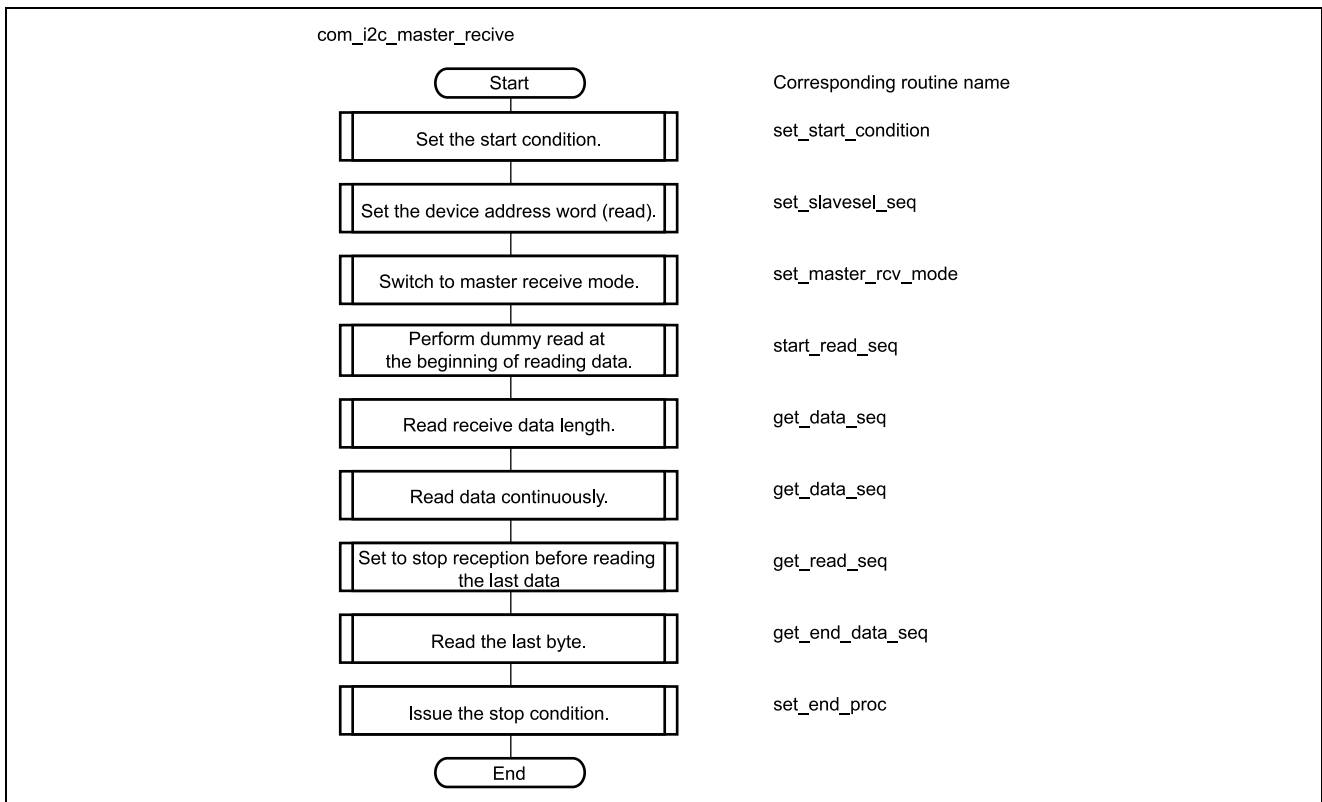 com_i2c_master_recive
Start
Corresponding routine name
Set the start condition.
set_start_condition
Set the device address word (read).
set_slavesel_seq
Switch to master receive mode.
set_master_rcv_mode
Perform dummy read at
the beginning of reading data.
start_read_seq
Read receive data length.
get_data_seq
Read data continuously.
get_data_seq
Set to stop reception before reading
the last data
get_read_seq
Read the last byte.
get_end_data_seq
Issue the stop condition.
set_end_proc
End